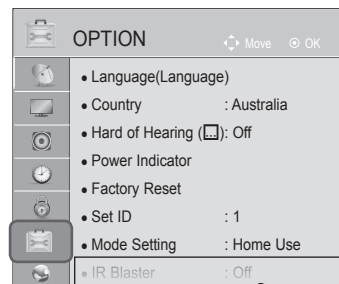 OPTION
Move OK
• Language(Language)
• Country : Australia
• Hard of Hearing (...): Off
• Power Indicator
• Factory Reset
• Set ID : 1
• Mode Setting : Home Use
• IR Blaster : Off